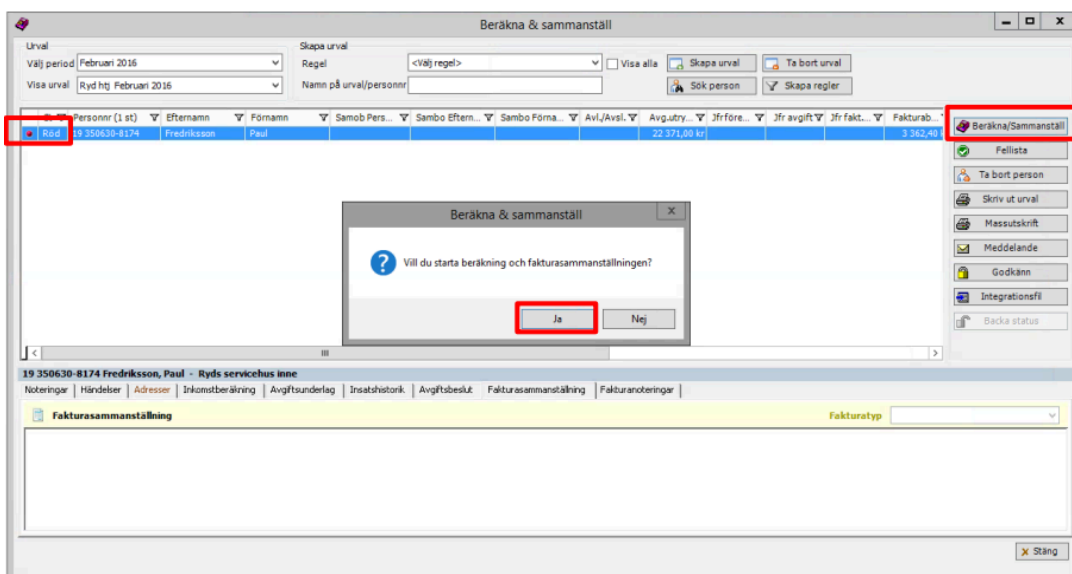 Beräkna & sammanställ
Urval
Skapa urval
Välj period Februari 2016
Regel <Välj regel> Visa alla Skapa urval Ta bort urval
Visa urval Ryd htj Februari 2016
Namn på urval/personnr Sök person Skapa regler
Personnr (1 st) Efternamn Förnamn Samob Pers... Sambo Eftern... Sambo Förna... Avl./Avsl. Avg.utry... Jfr före... Jfr avgift Jfr fakt.... Fakturab...
Röd 19 350630-8174 Fredriksson Paul 22 371,00 kr 3 362,40
Beräkna/Sammanställ
Fellista
Ta bort person
Skriv ut urval
Massutskrift
Meddelande
Godkänn
Integrationsfil
Backa status
Beräkna & sammanställ
Vill du starta beräkning och fakturasammanställningen?
Ja Nej
19 350630-8174 Fredriksson, Paul - Ryds servicehus inne
Noteringar Händelser Adresser Inkomstberäkning Avgiftsunderlag Insatshistorik Avgiftsbeslut Fakturasammanställning Fakturanoteringar
Fakturasammanställning Fakturatyp
Stäng